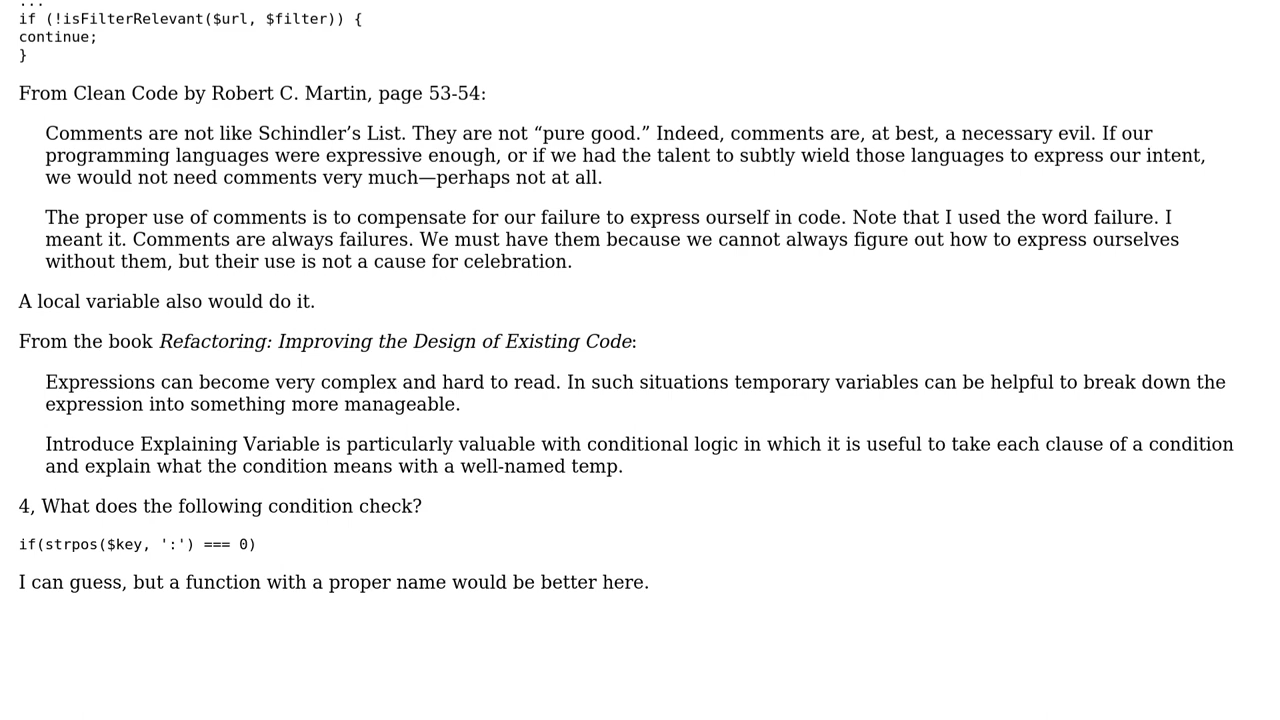 ...
if (!isFilterRelevant($url, $filter)) {
continue;
}
From Clean Code by Robert C. Martin, page 53-54:
Comments are not like Schindler’s List. They are not “pure good.” Indeed, comments are, at best, a necessary evil. If our
programming languages were expressive enough, or if we had the talent to subtly wield those languages to express our intent,
we would not need comments very much—perhaps not at all.
The proper use of comments is to compensate for our failure to express ourself in code. Note that I used the word failure. I
meant it. Comments are always failures. We must have them because we cannot always figure out how to express ourselves
without them, but their use is not a cause for celebration.
A local variable also would do it.
From the book Refactoring: Improving the Design of Existing Code:
Expressions can become very complex and hard to read. In such situations temporary variables can be helpful to break down the
expression into something more manageable.
Introduce Explaining Variable is particularly valuable with conditional logic in which it is useful to take each clause of a condition
and explain what the condition means with a well-named temp.
4, What does the following condition check?
if(strpos($key, ':') === 0)
I can guess, but a function with a proper name would be better here.